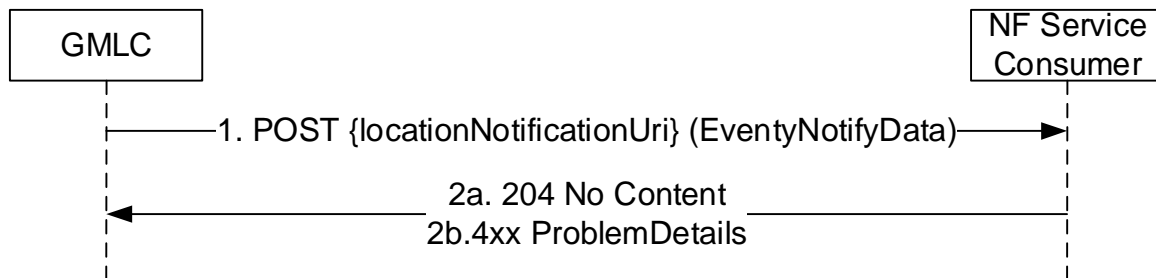 GMLC
NF Service
Consumer
1. POST {locationNotificationUri} (EventyNotifyData)
2a. 204 No Content
2b.4xx ProblemDetails